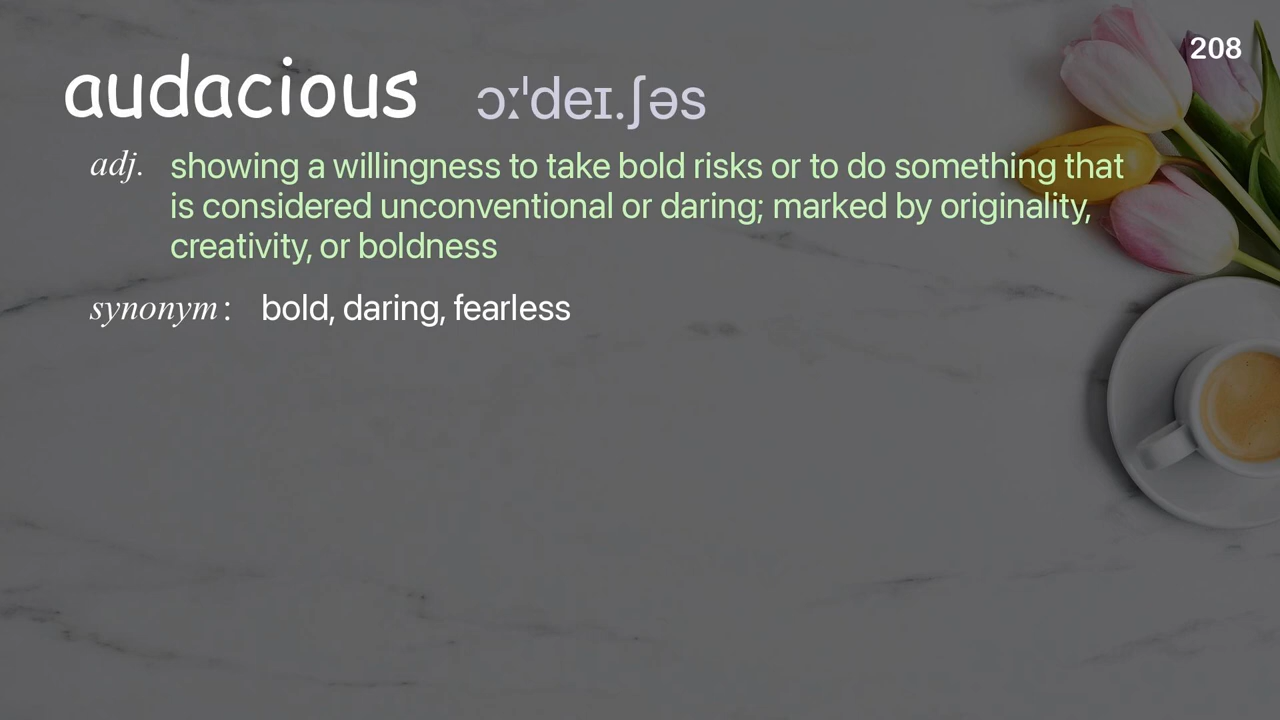 208
audacious ɔːˈdeɪ.ʃəs
adj. showing a willingness to take bold risks or to do something that
is considered unconventional or daring; marked by originality,
creativity, or boldness
synonym: bold, daring, fearless